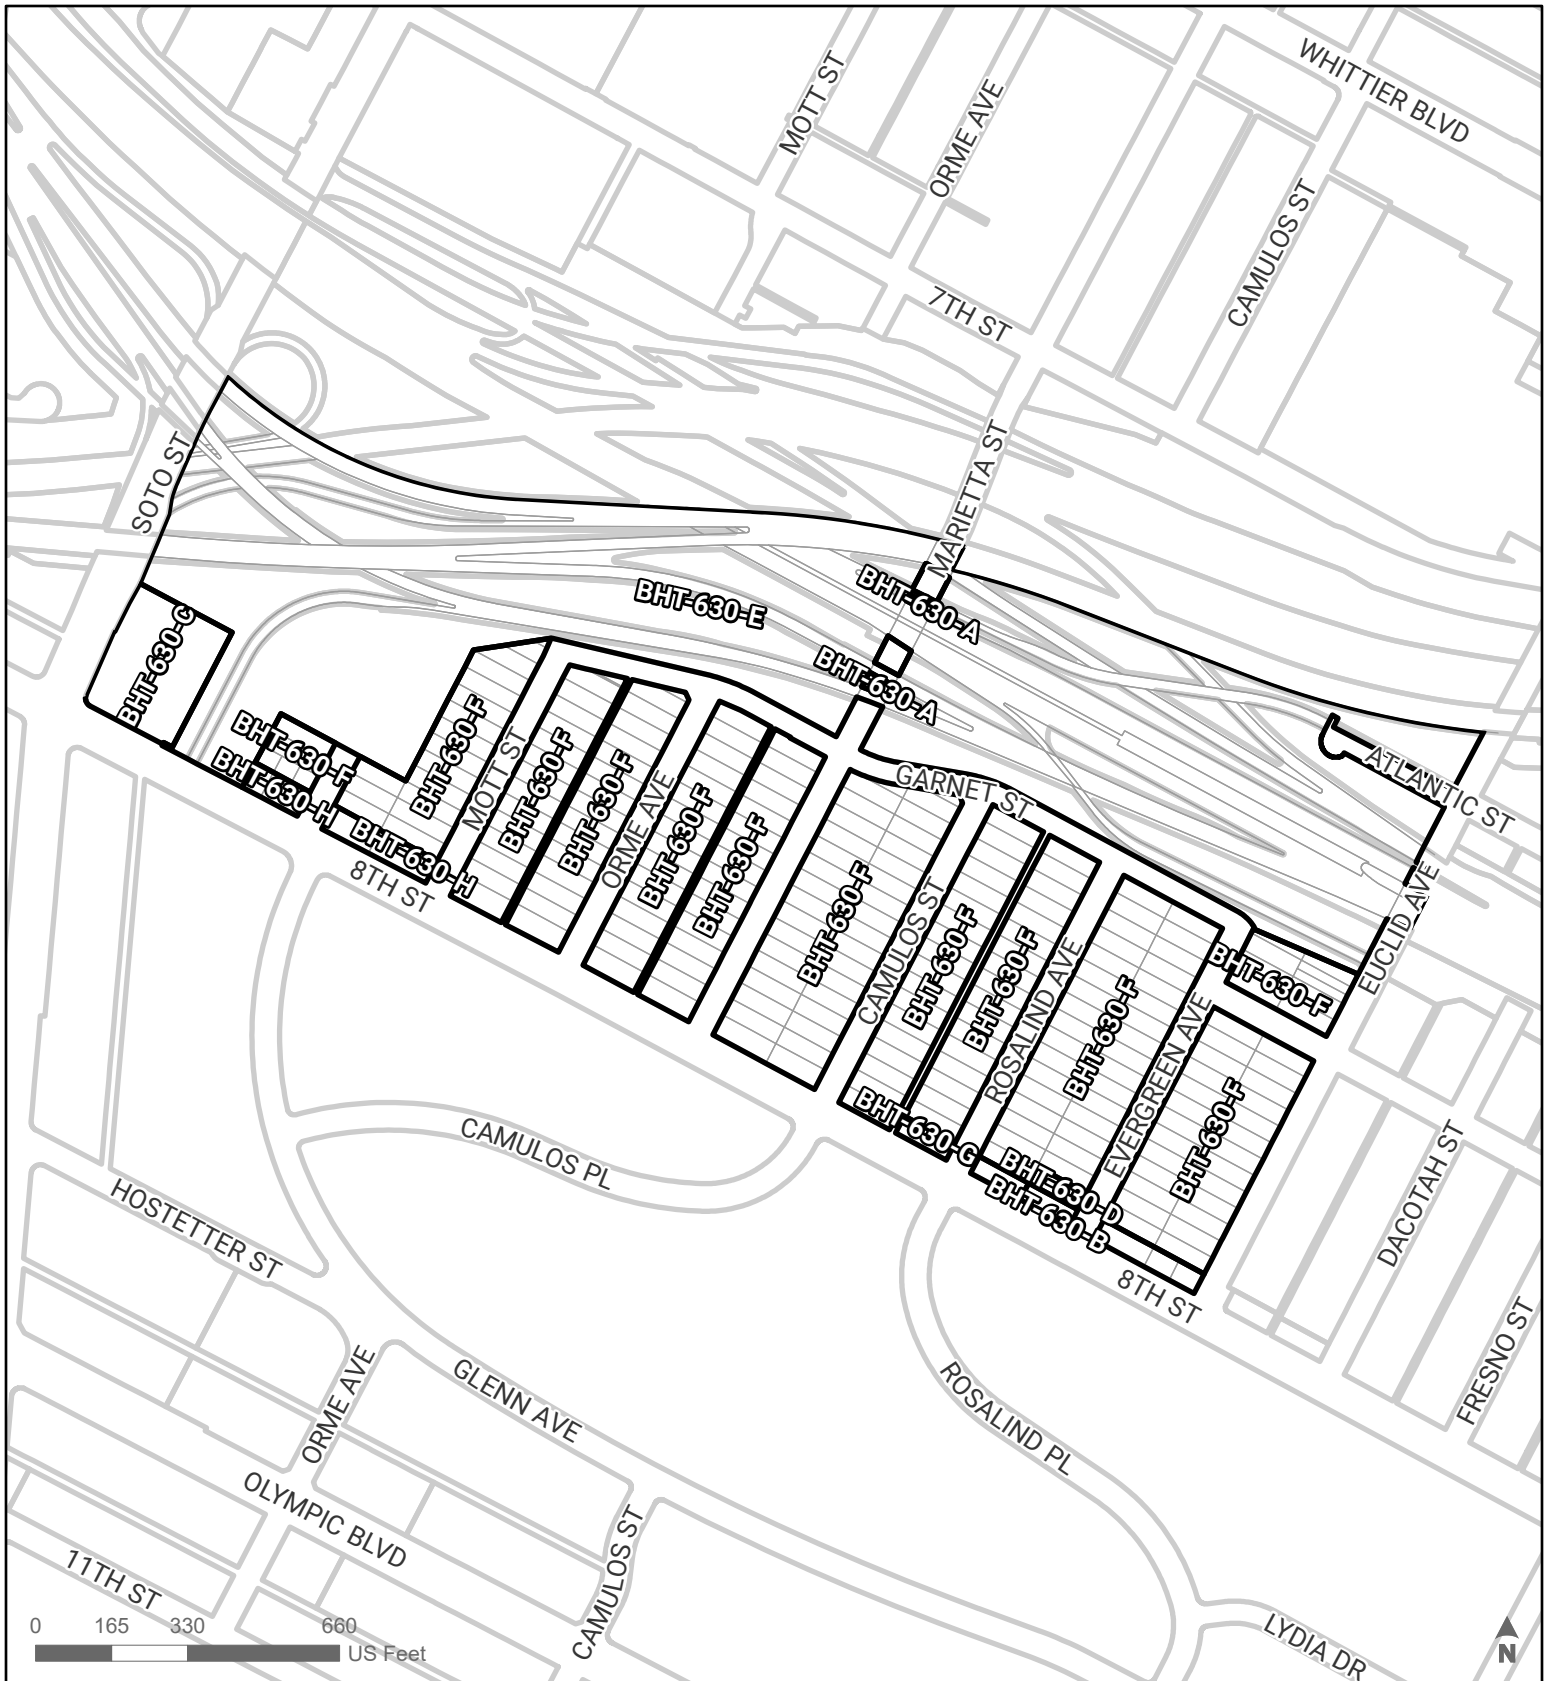 WHITTIER BLVD
MOTT ST
ORME AVE
CAMULOS ST
7TH ST
MARIETTA ST
SOTO ST
BHT-630-A
BHT-630-E
BHT-630-A
BHT-630-C
BHT-630-F
BHT-630-H
BHT-630-F
MOTT ST
BHT-630-H
8TH ST
BHT-630-F
BHT-630-F
ORME AVE
BHT-630-F
BHT-630-F
GARNET ST
ATLANTIC ST
EUCLID AVE
BHT-630-F
CAMULOS ST
BHT-630-F
BHT-630-F
ROSALIND AVE
BHT-630-F
EVERGREEN AVE
BHT-630-F
BHT-630-F
BHT-630-G
BHT-630-D
BHT-630-B
8TH ST
CAMULOS PL
HOSTETTER ST
DACOTAH ST
FRESNO ST
ORME AVE
GLENN AVE
ROSALIND PL
OLYMPIC BLVD
CAMULOS ST
11TH ST
LYDIA DR
0 165 330 660
US Feet
N